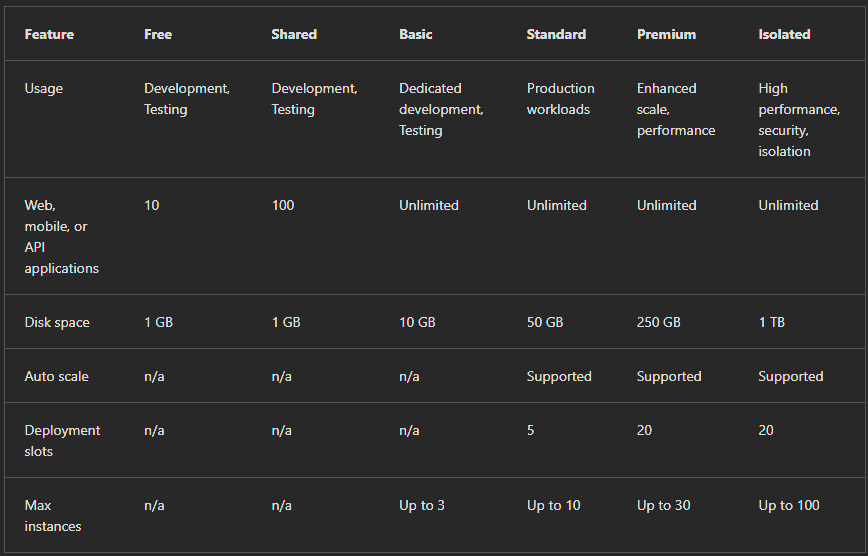 Feature Free Shared Basic Standard Premium Isolated
Usage Development, Development, Dedicated Production Enhanced High
Testing Testing development, workloads scale, performance,
Testing performance security,
isolation
Web, 10 100 Unlimited Unlimited Unlimited Unlimited
mobile, or
API
applications
Disk space 1 GB 1 GB 10 GB 50 GB 250 GB 1 TB
Auto scale n/a n/a n/a Supported Supported Supported
Deployment n/a n/a n/a 5 20 20
slots
Max n/a n/a Up to 3 Up to 10 Up to 30 Up to 100
instances